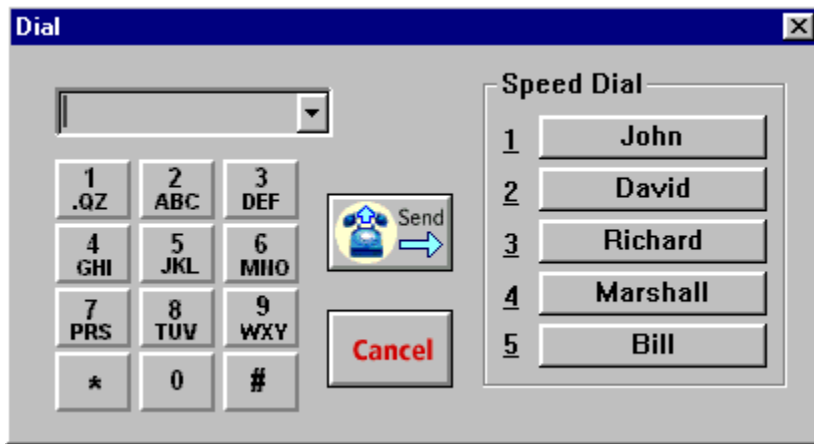 Dial
Speed Dial
1 John
2 David
3 Richard
4 Marshall
5 Bill
1 2 3
.QZ ABC DEF
4 5 6
GHI JKL MNO
7 8 9
PRS TUV WXY
* 0 #
Send
Cancel